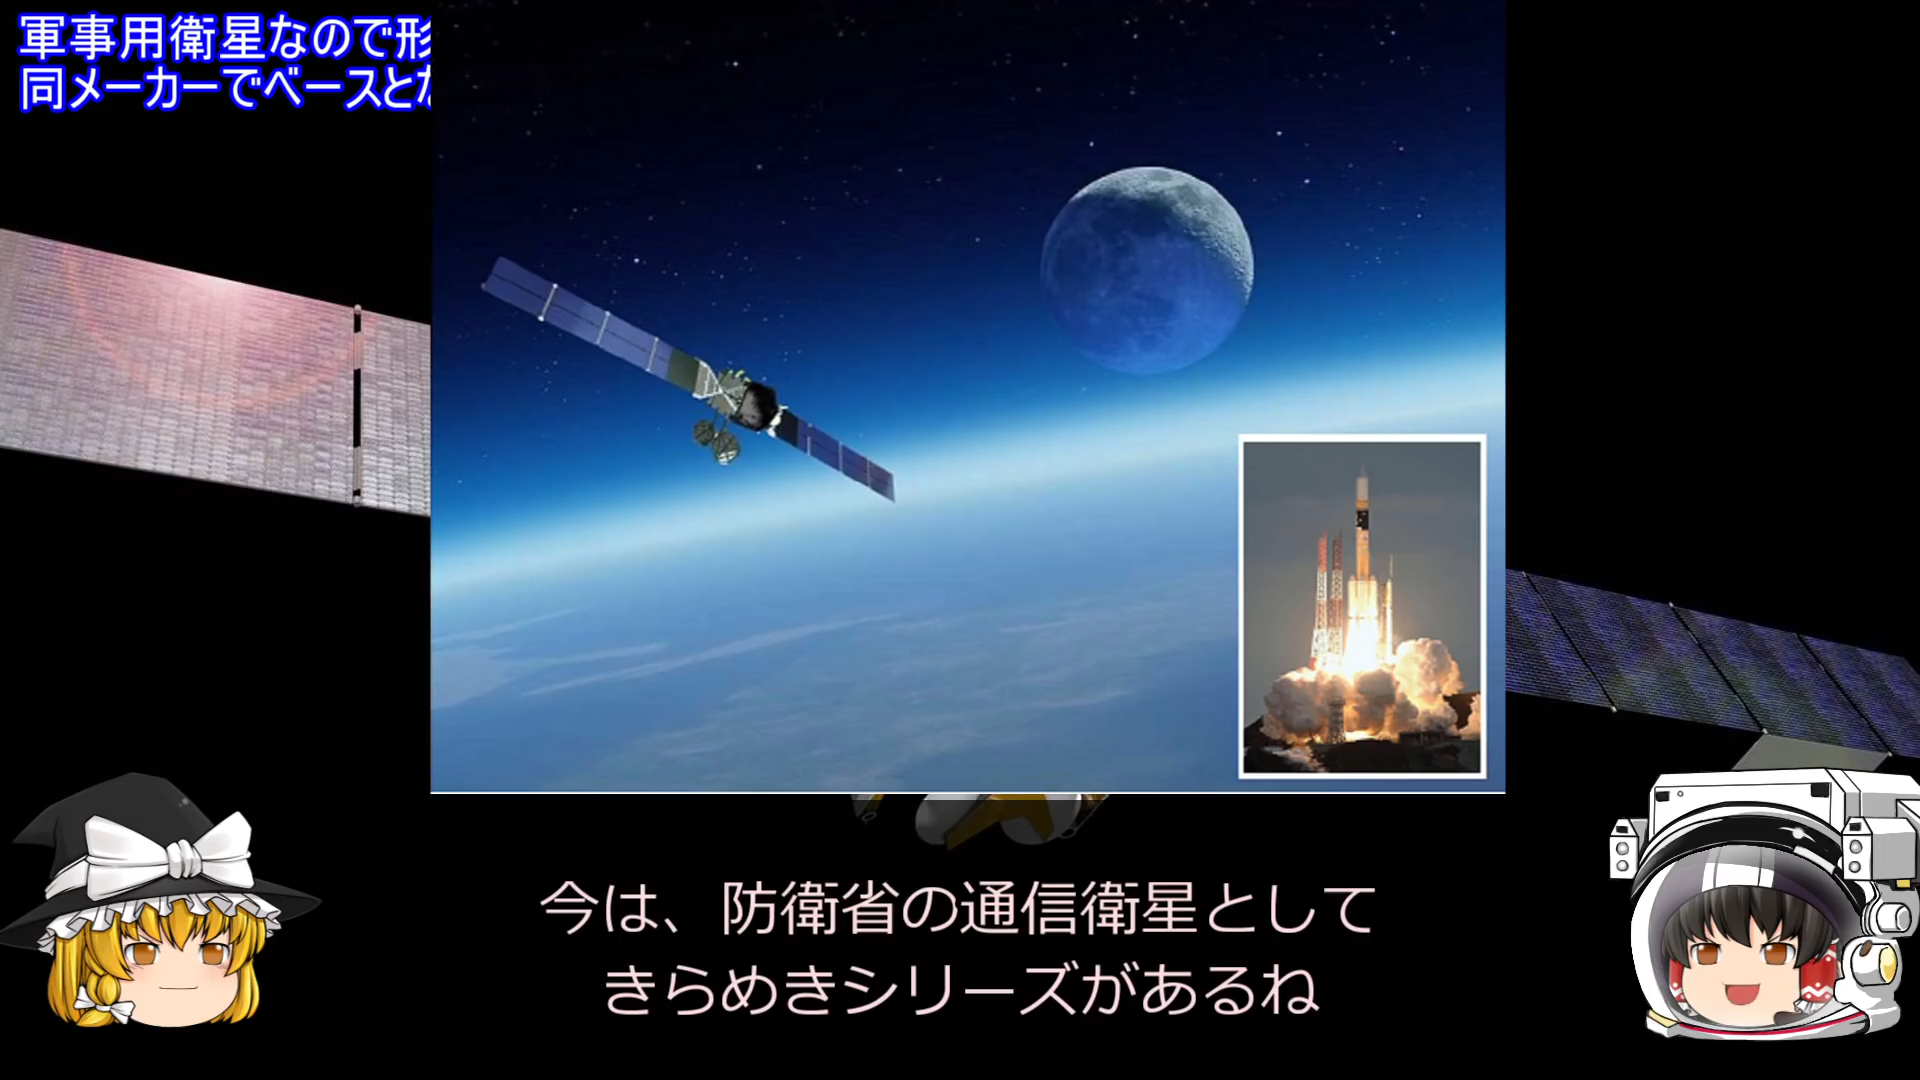 軍事用衛星なので形
同メーカーでベースとな
今は、防衛省の通信衛星として
きらめきシリーズがあるね